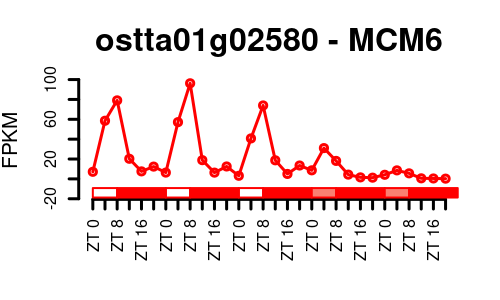 ostta01g02580 - MCM6
FPKM
100
60
20
-20
ZT 0
ZT 8
ZT 16
ZT 0
ZT 8
ZT 16
ZT 0
ZT 8
ZT 16
ZT 0
ZT 8
ZT 16
ZT 0
ZT 8
ZT 16